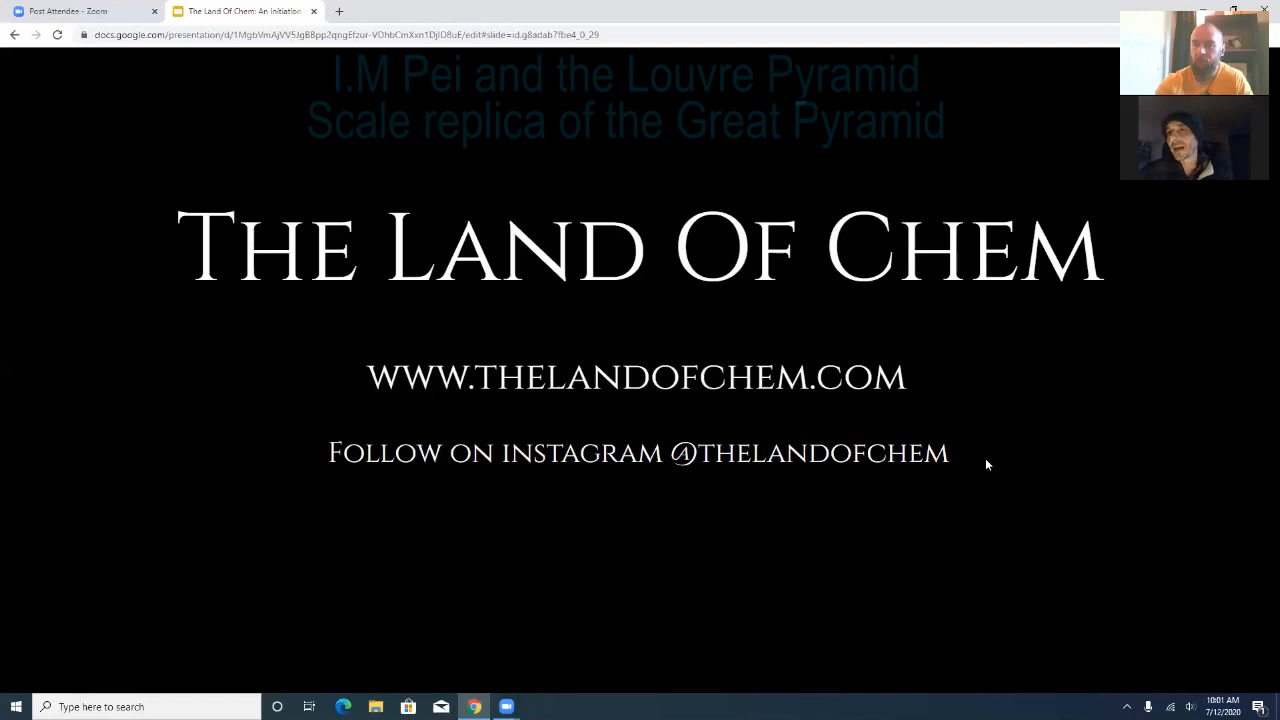 Post Attendee - Zoom
The Land Of Chem: An Initiation
docs.google.com/presentation/d/1MgbVmAjVV5JgBBpp2qngEfzur-VDhbCmXxn1DjlD8uE/edit#slide=id.g8adab7fbe4_0_29
I.M Pei and the Louvre Pyramid
Scale replica of the Great Pyramid
The Land Of Chem
www.thelandofchem.com
Follow on instagram @thelandofchem
Type here to search
10:01 AM
7/12/2020